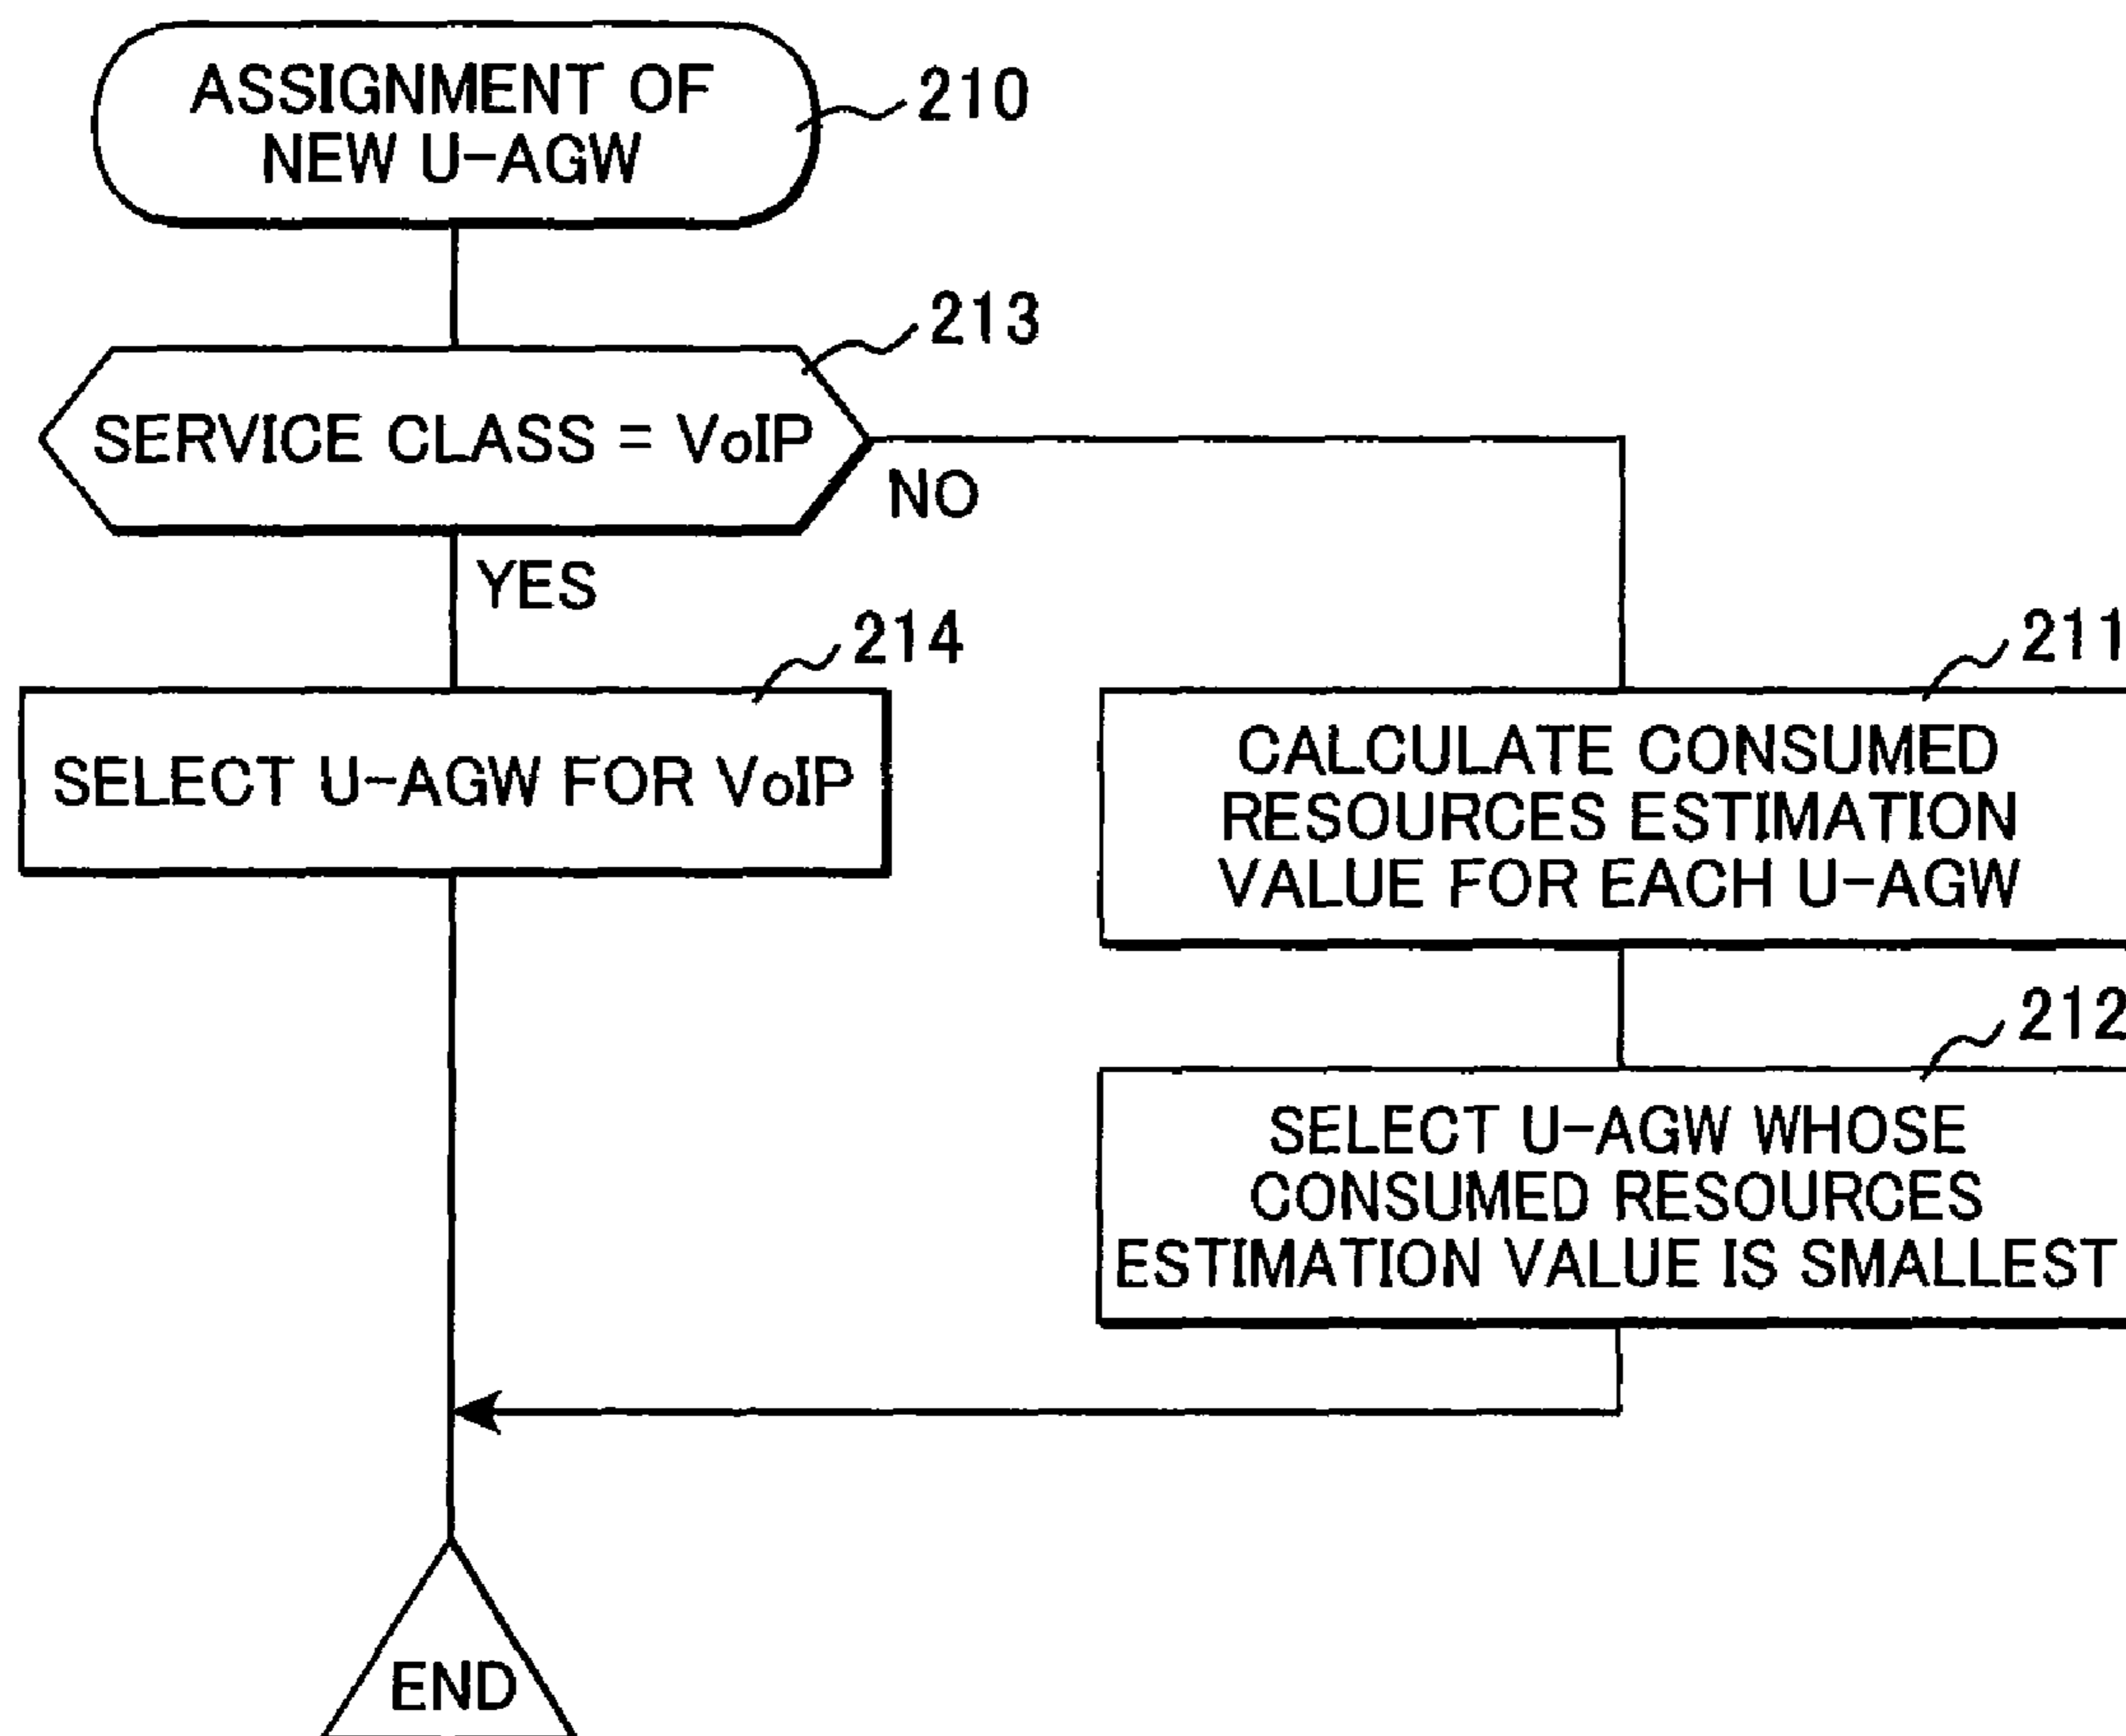 ASSIGNMENT OF
NEW U-AGW
210
SERVICE CLASS = VoIP
213
NO
YES
SELECT U-AGW FOR VoIP
214
CALCULATE CONSUMED
RESOURCES ESTIMATION
VALUE FOR EACH U-AGW
211
SELECT U-AGW WHOSE
CONSUMED RESOURCES
ESTIMATION VALUE IS SMALLEST
212
END